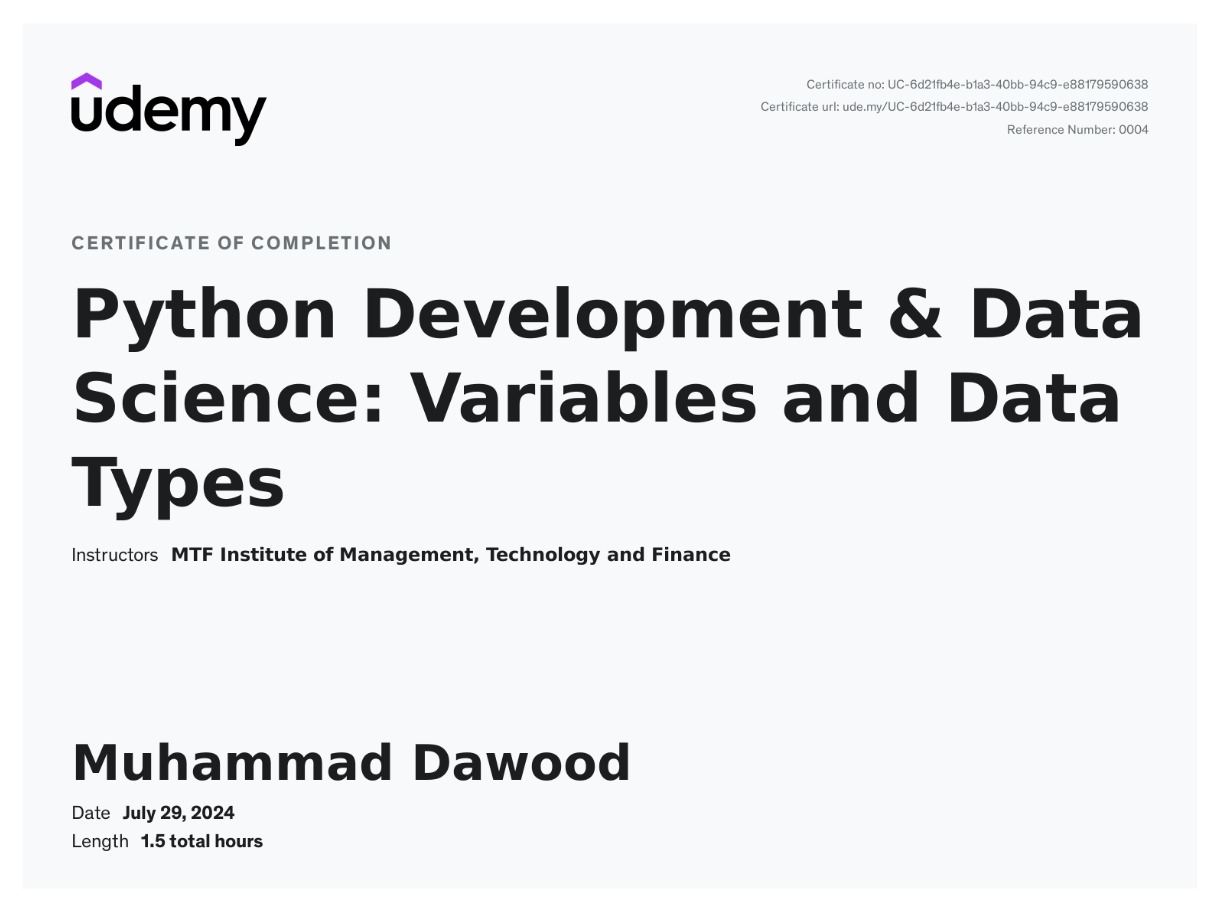 udemy
Certificate no: UC-6d21fb4e-b1a3-40bb-94c9-e88179590638
Certificate url: ude.my/UC-6d21fb4e-b1a3-40bb-94c9-e88179590638
Reference Number: 0004
CERTIFICATE OF COMPLETION
Python Development & Data
Science: Variables and Data
Types
Instructors MTF Institute of Management, Technology and Finance
Muhammad Dawood
Date July 29, 2024
Length 1.5 total hours